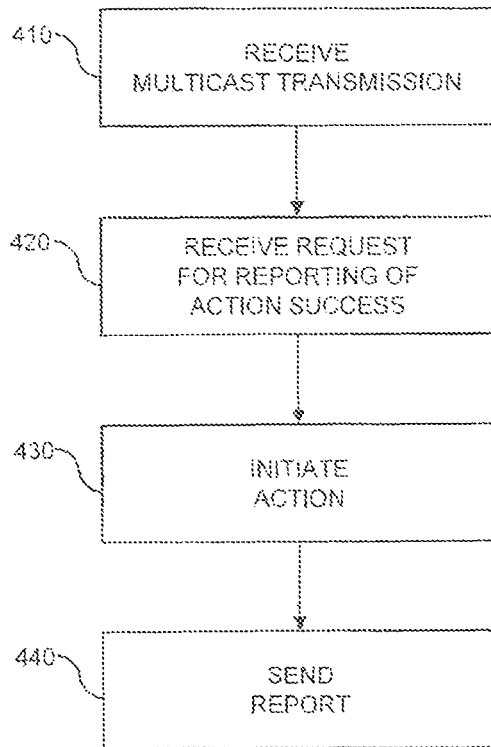 410
RECEIVE
MULTICAST TRANSMISSION
420
RECEIVE REQUEST
FOR REPORTING OF
ACTION SUCCESS
430
INITIATE
ACTION
440
SEND
REPORT